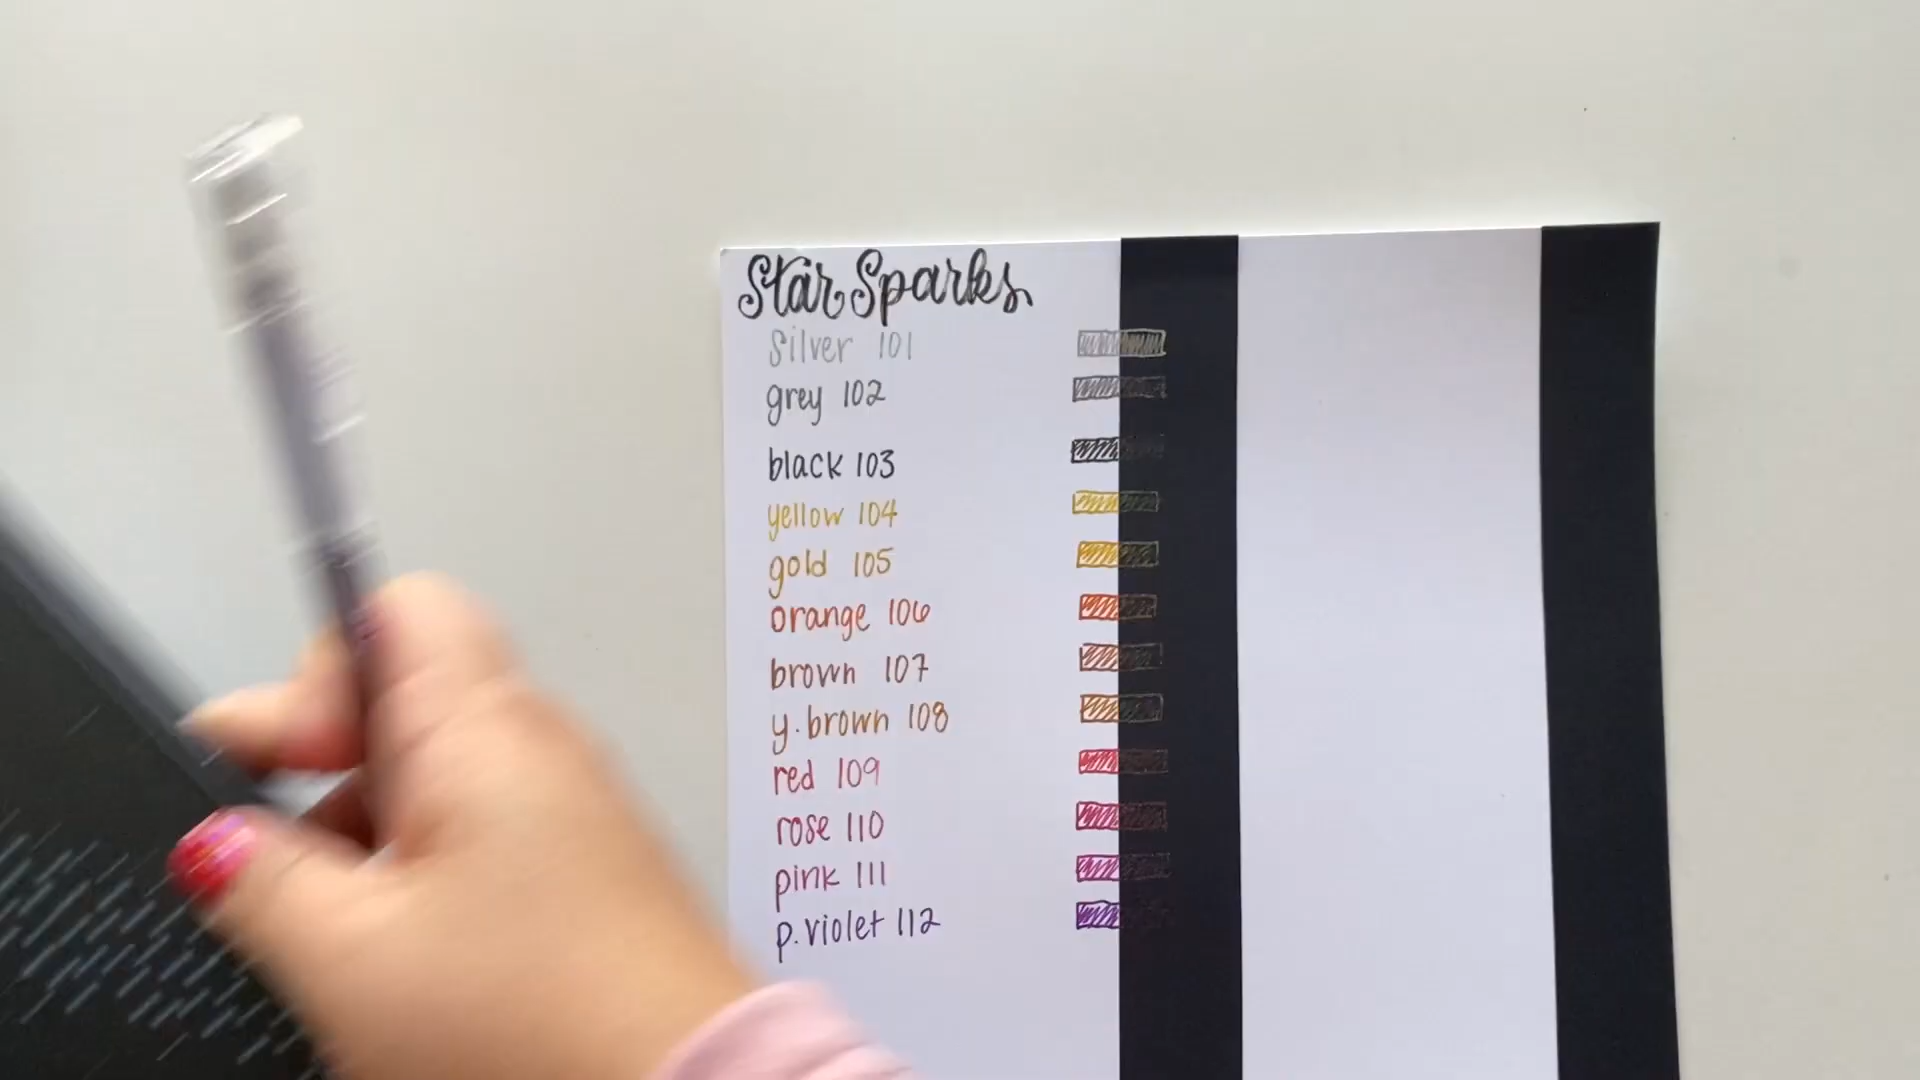 Star Sparks
Silver 101
grey 102
black 103
yellow 104
gold 105
orange 106
brown 107
y.brown 108
red 109
rose 110
pink 111
p.violet 112